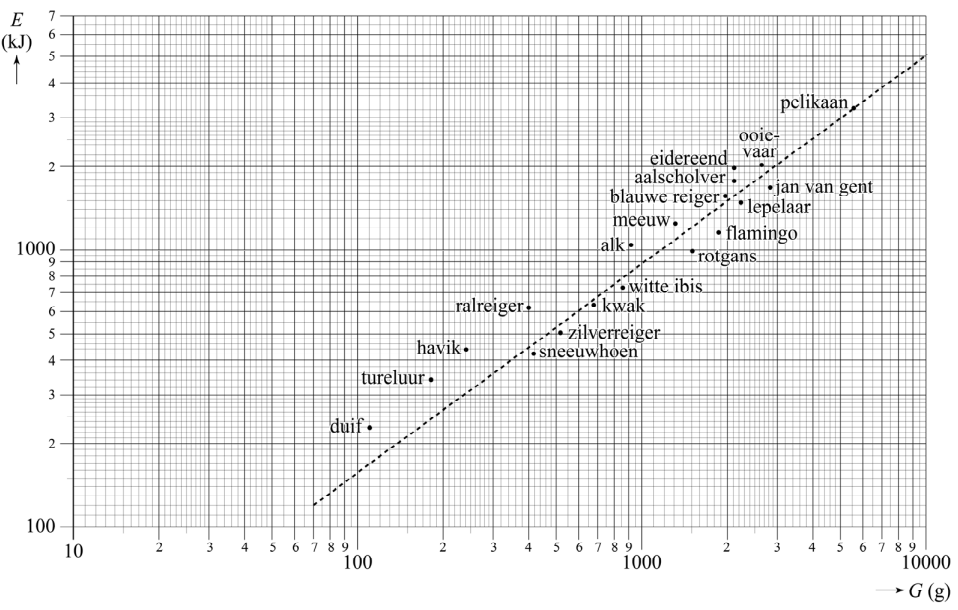 E
(kJ)
7
6
5
4
3
2
1000
9
8
7
6
5
4
3
2
100
pelikaan
ooie-
vaar
eidereend
aalscholver
jan van gent
blauwe reiger
lepelaar
meeuw
flamingo
alk
rotgans
witte ibis
ralreiger
kwak
zilverreiger
havik
sneeuwhoen
tureluur
duif
10 2 3 4 5 6 7 8 9 100 2 3 4 5 6 7 8 9 1000 2 3 4 5 6 7 8 9 10000
G (g)